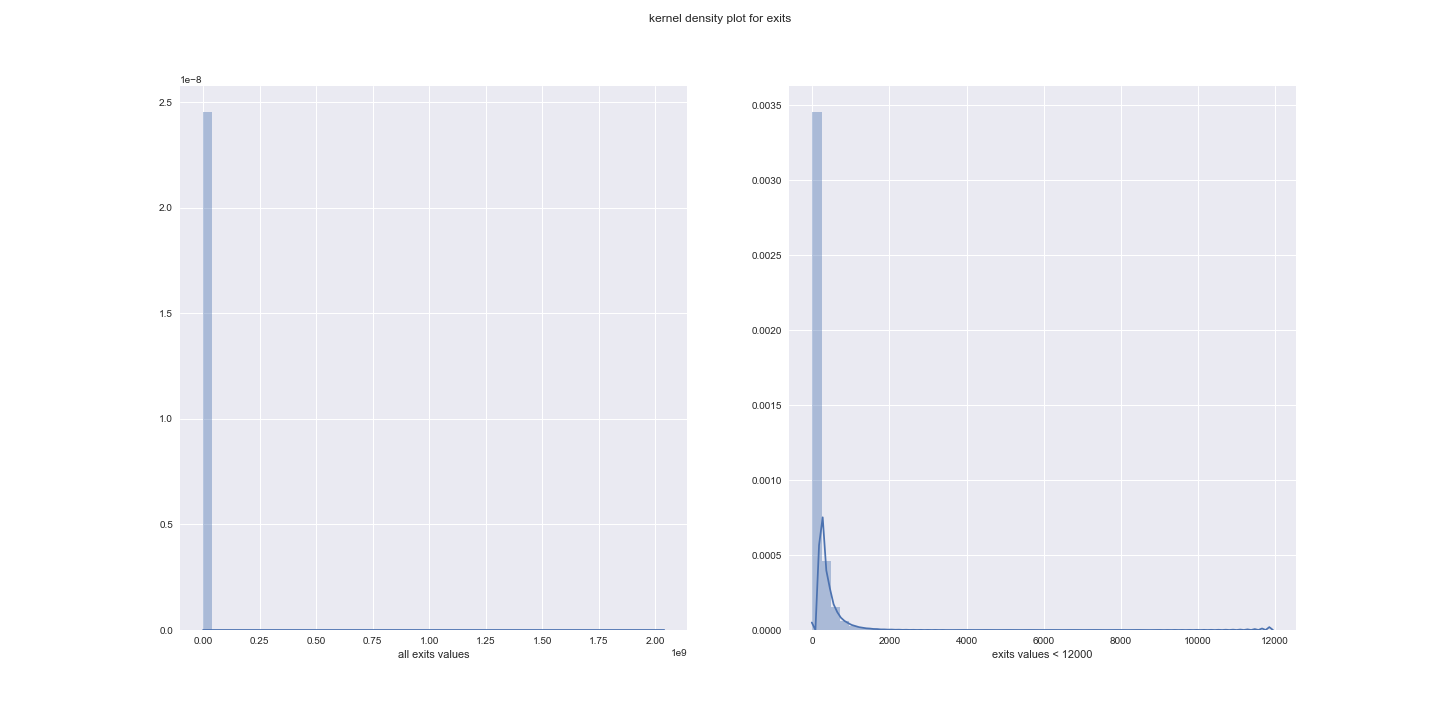 kernel density plot for exits
1e−8
2.5
2.0
1.5
1.0
0.5
0.0
0.00 0.25 0.50 0.75 1.00 1.25 1.50 1.75 2.00
1e9
all exits values
0.0035
0.0030
0.0025
0.0020
0.0015
0.0010
0.0005
0.0000
0 2000 4000 6000 8000 10000 12000
exits values < 12000